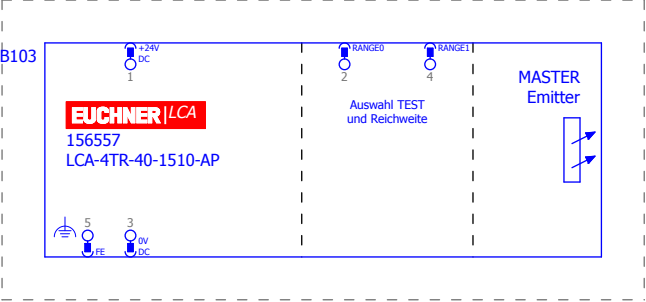 B103
+24V
DC
1
RANGE0
2
RANGE1
4
MASTER
Emitter
Auswahl TEST
und Reichweite
EUCHNER|LCA
156557
LCA-4TR-40-1510-AP
5
FE
3
0V
DC